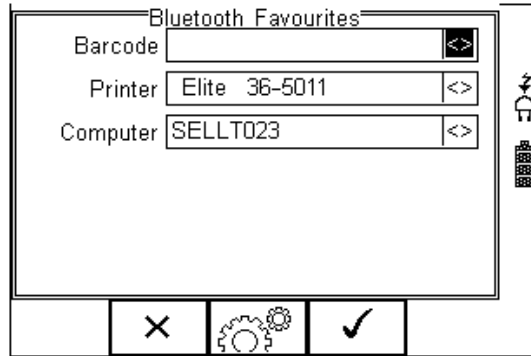 Bluetooth Favourites
Barcode <>
Printer Elite 36-5011 <>
Computer SELLT023 <>